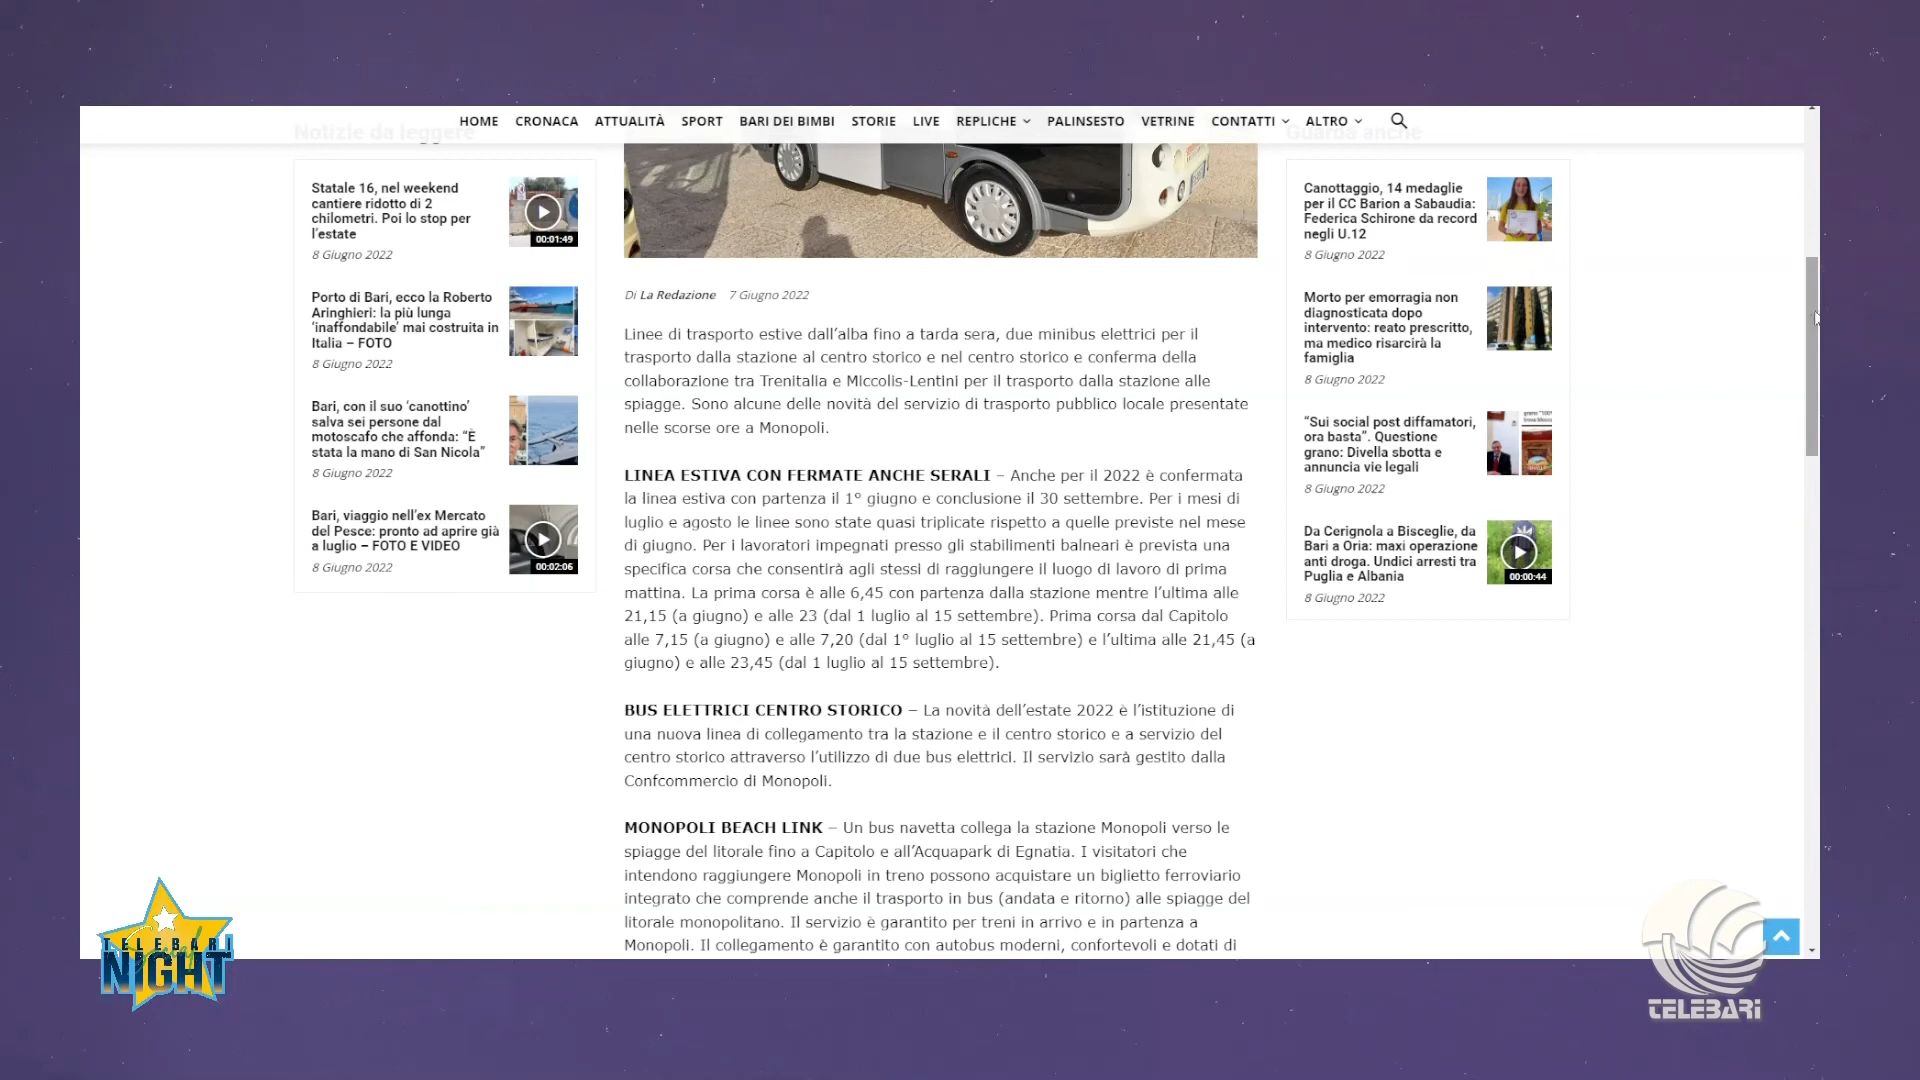 HOME CRONACA ATTUALITÀ SPORT BARI DEI BIMBI STORIE LIVE REPLICHE PALINSESTO VETRINE CONTATTI ALTRO
Notizie da leggere
Statale 16, nel weekend
cantiere ridotto di 2
chilometri. Poi lo stop per
l’estate
8 Giugno 2022
00:01:49
Porto di Bari, ecco la Roberto
Aringhieri: la più lunga
‘inaffondabile’ mai costruita in
Italia – FOTO
8 Giugno 2022
Bari, con il suo ‘canottino’
salva sei persone dal
motoscafo che affonda: “È
stata la mano di San Nicola”
8 Giugno 2022
Bari, viaggio nell’ex Mercato
del Pesce: pronto ad aprire già
a luglio – FOTO E VIDEO
8 Giugno 2022
00:02:06
Di La Redazione 7 Giugno 2022
Linee di trasporto estive dall’alba fino a tarda sera, due minibus elettrici per il
trasporto dalla stazione al centro storico e nel centro storico e conferma della
collaborazione tra Trenitalia e Miccolis-Lentini per il trasporto dalla stazione alle
spiagge. Sono alcune delle novità del servizio di trasporto pubblico locale presentate
nelle scorse ore a Monopoli.
LINEA ESTIVA CON FERMATE ANCHE SERALI – Anche per il 2022 è confermata
la linea estiva con partenza il 1° giugno e conclusione il 30 settembre. Per i mesi di
luglio e agosto le linee sono state quasi triplicate rispetto a quelle previste nel mese
di giugno. Per i lavoratori impegnati presso gli stabilimenti balneari è prevista una
specifica corsa che consentirà agli stessi di raggiungere il luogo di lavoro di prima
mattina. La prima corsa è alle 6,45 con partenza dalla stazione mentre l’ultima alle
21,15 (a giugno) e alle 23 (dal 1 luglio al 15 settembre). Prima corsa dal Capitolo
alle 7,15 (a giugno) e alle 7,20 (dal 1° luglio al 15 settembre) e l’ultima alle 21,45 (a
giugno) e alle 23,45 (dal 1 luglio al 15 settembre).
BUS ELETTRICI CENTRO STORICO – La novità dell’estate 2022 è l’istituzione di
una nuova linea di collegamento tra la stazione e il centro storico e a servizio del
centro storico attraverso l’utilizzo di due bus elettrici. Il servizio sarà gestito dalla
Confcommercio di Monopoli.
MONOPOLI BEACH LINK – Un bus navetta collega la stazione Monopoli verso le
spiagge del litorale fino a Capitolo e all’Acquapark di Egnatia. I visitatori che
intendono raggiungere Monopoli in treno possono acquistare un biglietto ferroviario
integrato che comprende anche il trasporto in bus (andata e ritorno) alle spiagge del
litorale monopolitano. Il servizio è garantito per treni in arrivo e in partenza a
Monopoli. Il collegamento è garantito con autobus moderni, confortevoli e dotati di
Guarda anche
Canottaggio, 14 medaglie
per il CC Barion a Sabaudia:
Federica Schirone da record
negli U.12
8 Giugno 2022
Morto per emorragia non
diagnosticata dopo
intervento: reato prescritto,
ma medico risarcirà la
famiglia
8 Giugno 2022
“Sui social post diffamatori,
ora basta”. Questione
grano: Divella sbotta e
annuncia vie legali
8 Giugno 2022
Da Cerignola a Bisceglie, da
Bari a Oria: maxi operazione
anti droga. Undici arresti tra
Puglia e Albania
8 Giugno 2022
00:00:44
TELEBARI
NIGHT
TELEBARI